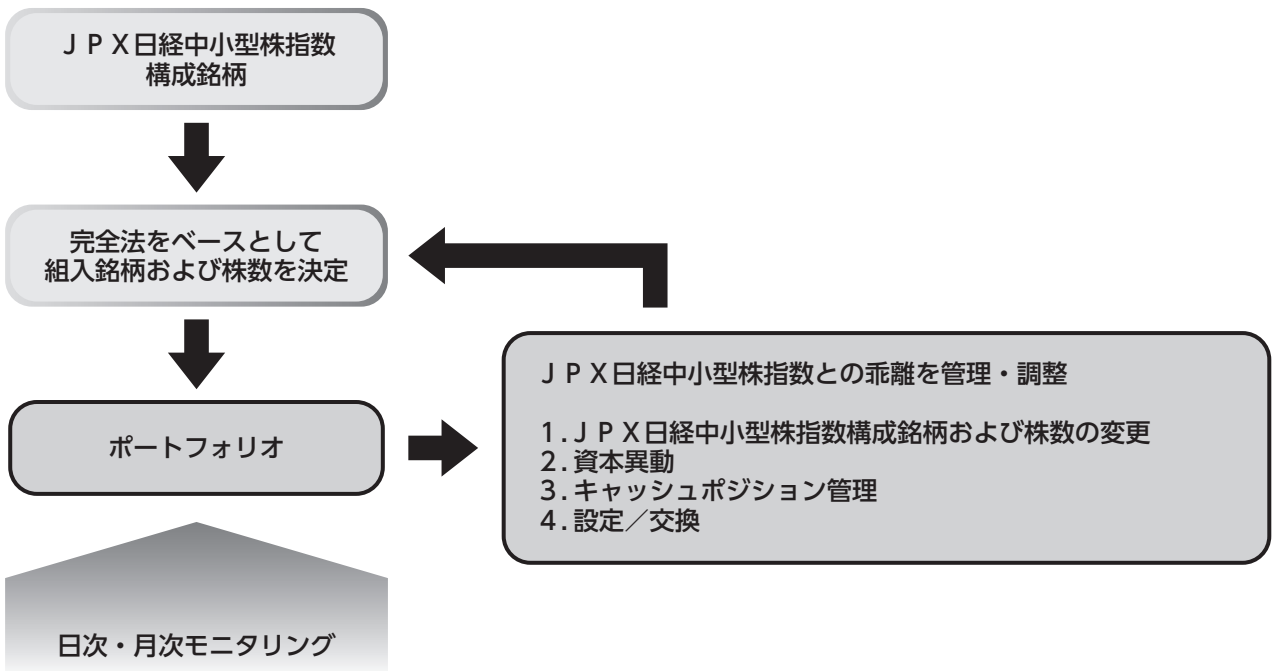 ＪＰＸ日経中小型株指数
構成銘柄
完全法をベースとして
組入銘柄および株数を決定
ポートフォリオ
ＪＰＸ日経中小型株指数との乖離を管理・調整
1.ＪＰＸ日経中小型株指数構成銘柄および株数の変更
2.資本異動
3.キャッシュポジション管理
4.設定／交換
日次・月次モニタリング